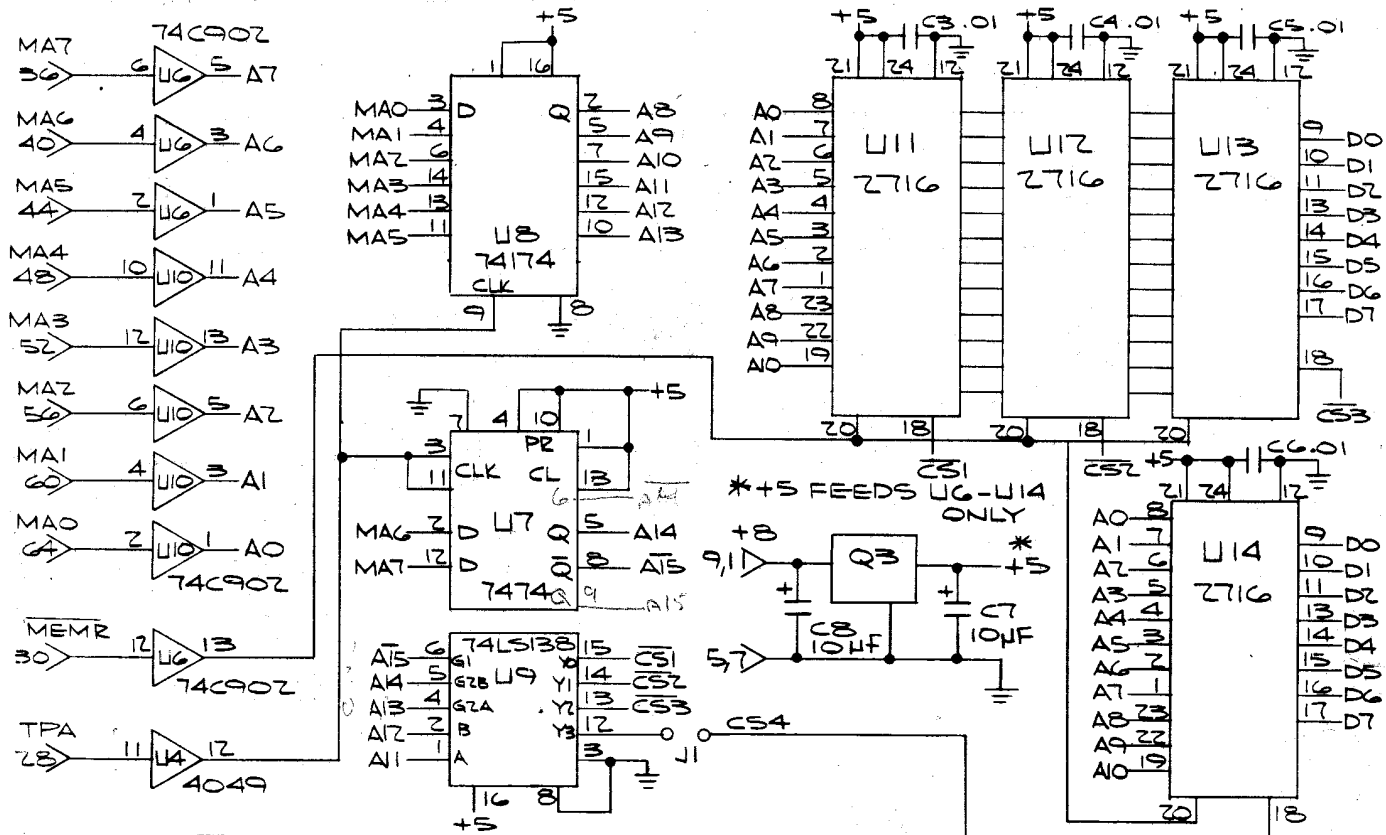 74C902
MA7
36 6 U6 5 A7
MA6
40 4 U6 3 A6
MA5
44 2 U6 1 A5
MA4
48 10 U10 11 A4
MA3
52 12 U10 13 A3
MA2
56 6 U10 5 A2
MA1
60 4 U10 3 A1
MA0
64 2 U10 1 A0
74C902
MEMR
30 12 U6 13
74C902
TPA
28 11 U4 12
4049
+5
1 16
MA0 3 D Q 2 A8
MA1 4 5 A9
MA2 6 7 A10
MA3 14 15 A11
MA4 13 12 A12
MA5 11 10 A13
U8
74174
CLK
9 8
+5
7 4 10
PR
3 1
11 CLK CL 13
6 A14
U7
MA6 2 D Q 5 A14
MA7 12 D Q 8 A15
7474 Q 9 A15
74LS138
U9
A15 6 G1 Y0 15 CS1
A14 5 G2B Y1 14 CS2
A13 4 G2A Y2 13 CS3
A12 2 B Y3 12 J1 CS4
A11 1 A 3
16 8
+5
+5 C3 .01
21 24 12
+5 C4 .01
21 24 12
+5 C5 .01
21 24 12
A0 8
A1 7
A2 6
A3 5
A4 4
A5 3
A6 2
A7 1
A8 23
A9 22
A10 19
U11
2716
U12
2716
U13
2716
9 D0
10 D1
11 D2
13 D3
14 D4
15 D5
16 D6
17 D7
18
CS3
20 18 20 18 20
CS1 CS2
* +5 FEEDS U6-U14
ONLY
+8
9,1 Q3 *
+5
+ C8
10µF
+ C7
10µF
5,7
+5 C6 .01
21 24 12
A0 8
A1 7
A2 6
A3 5
A4 4
A5 3
A6 2
A7 1
A8 23
A9 22
A10 19
U14
2716
9 D0
10 D1
11 D2
13 D3
14 D4
15 D5
16 D6
17 D7
20 18